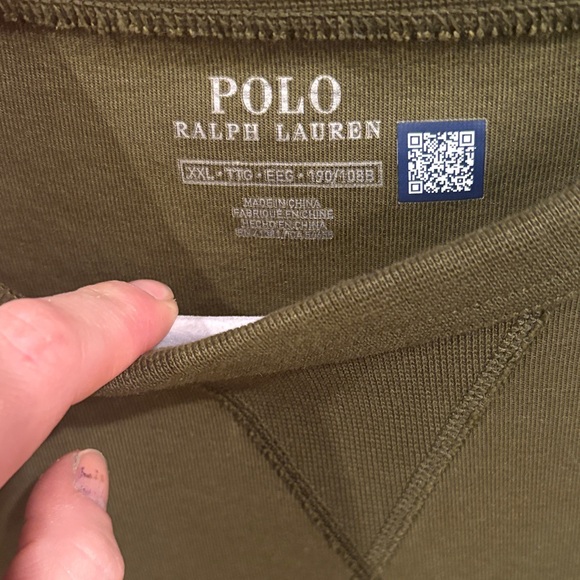 POLO
RALPH LAUREN
XXL • TTG • EEG • 190/108B
MADE IN CHINA
FABRIQUÉ EN CHINE
HECHO EN CHINA